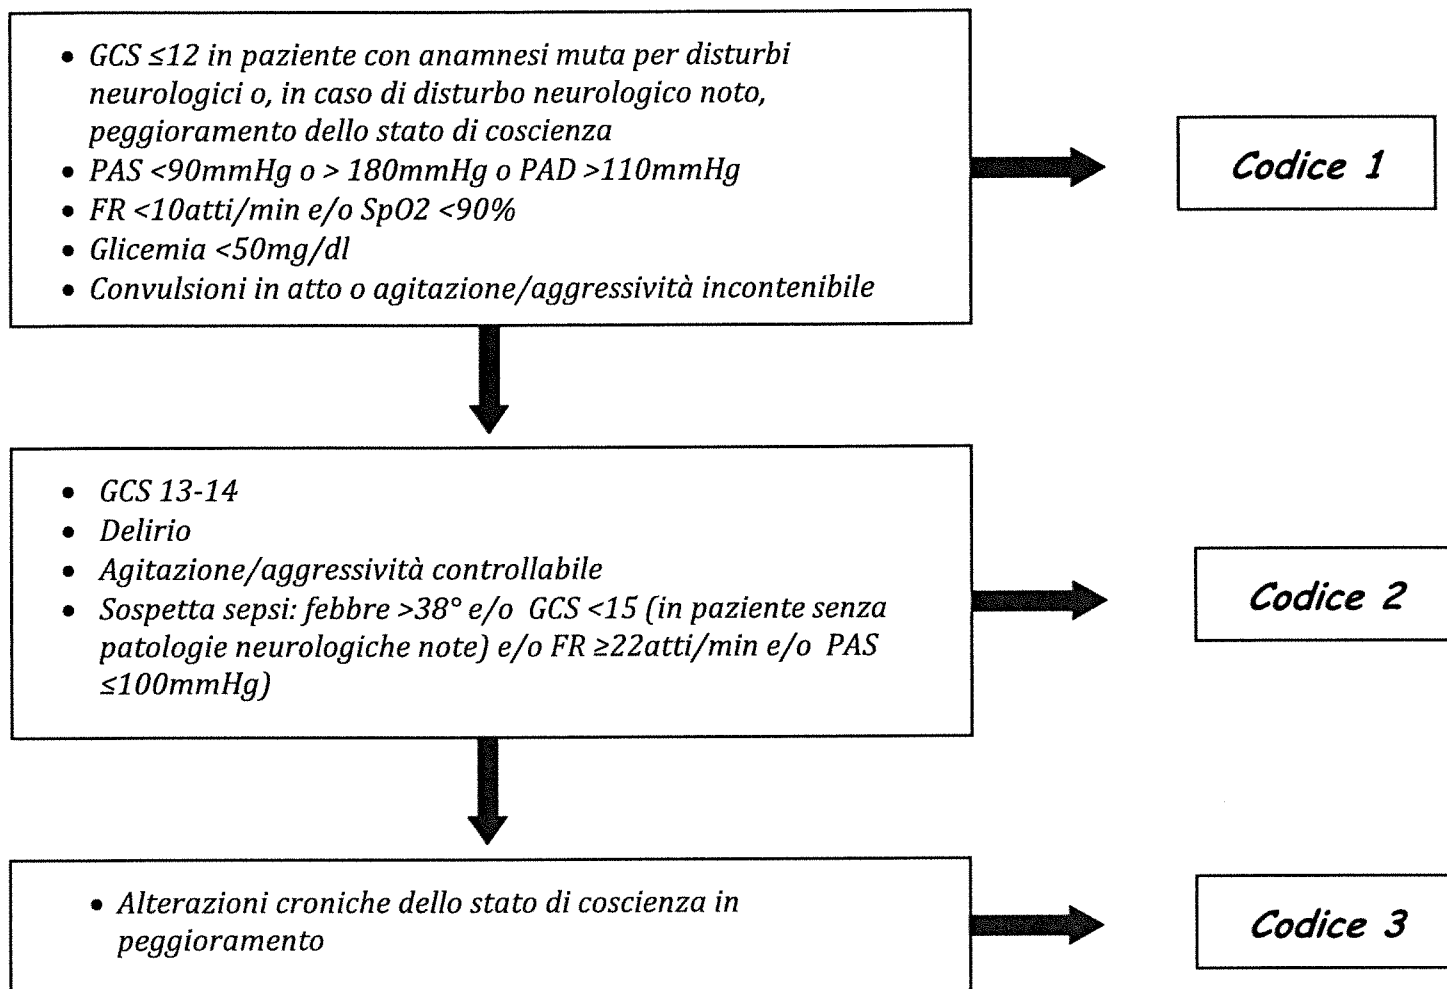 • GCS ≤12 in paziente con anamnesi muta per disturbi
neurologici o, in caso di disturbo neurologico noto,
peggioramento dello stato di coscienza
• PAS <90mmHg o > 180mmHg o PAD >110mmHg
• FR <10atti/min e/o SpO2 <90%
• Glicemia <50mg/dl
• Convulsioni in atto o agitazione/aggressività incontenibile
Codice 1
• GCS 13-14
• Delirio
• Agitazione/aggressività controllabile
• Sospetta sepsi: febbre >38° e/o GCS <15 (in paziente senza
patologie neurologiche note) e/o FR ≥22atti/min e/o PAS
≤100mmHg)
Codice 2
• Alterazioni croniche dello stato di coscienza in
peggioramento
Codice 3